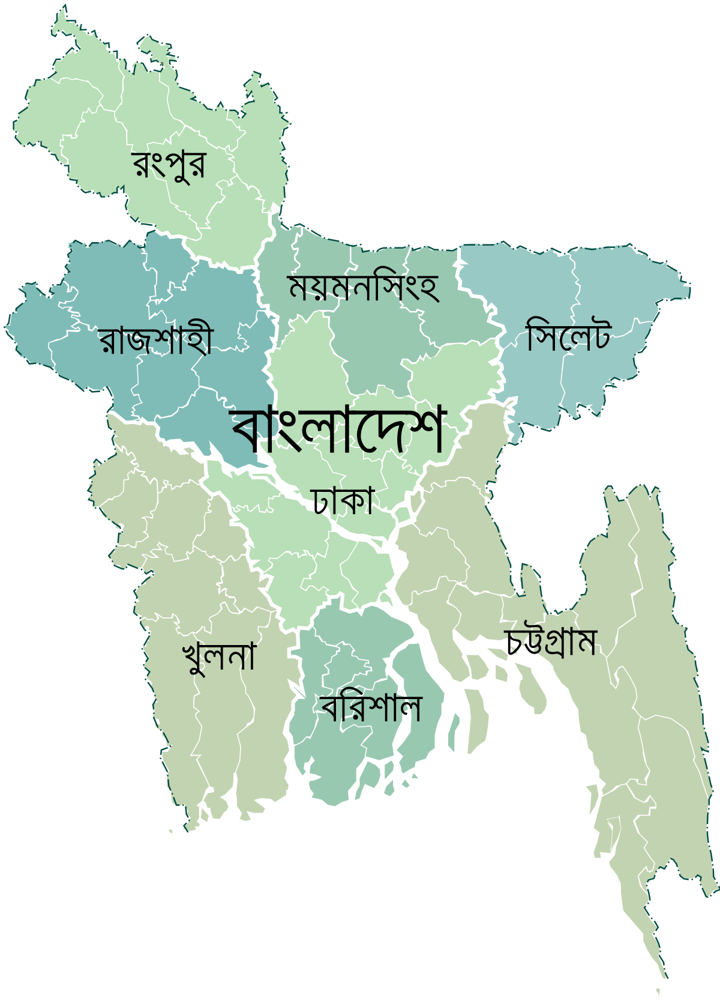 রংপুর
ময়মনসিংহ
রাজশাহী
সিলেট
বাংলাদেশ
ঢাকা
চট্টগ্রাম
খুলনা
বরিশাল